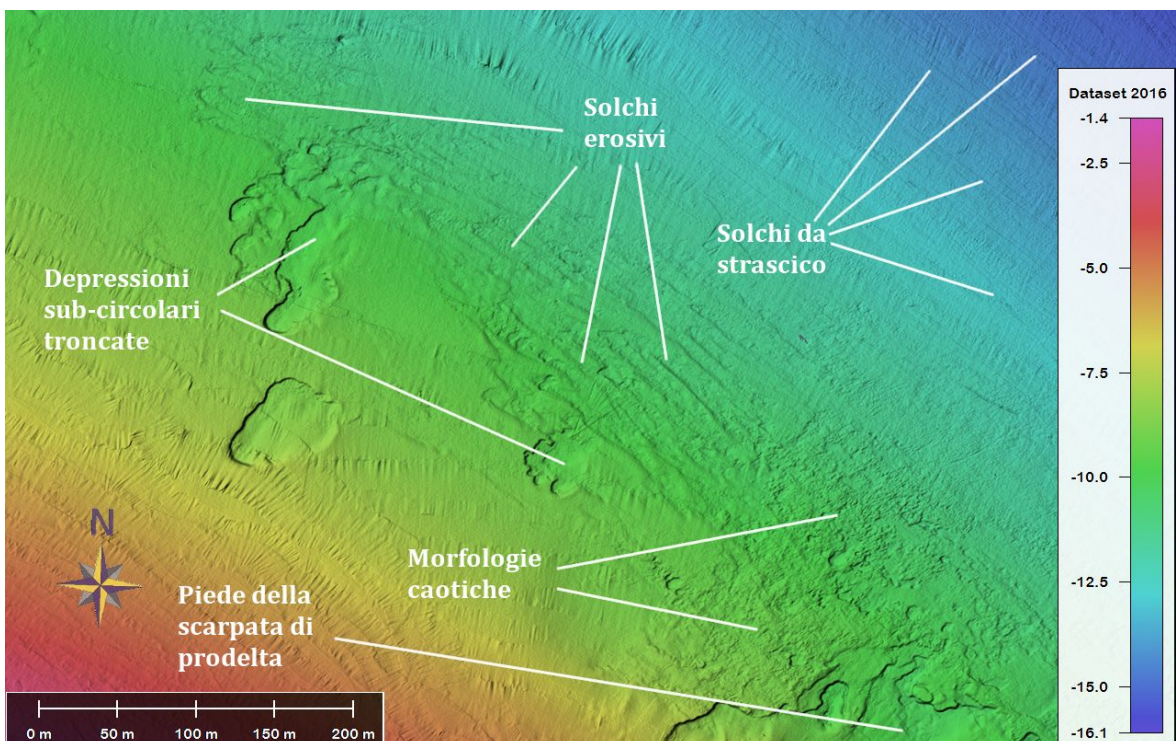 Solchi
erosivi
Solchi da
strascico
Depressioni
sub-circolari
troncate
Morfologie
caotiche
Piede della
scarpata di
prodelta
N
0 m 50 m 100 m 150 m 200 m
Dataset 2016
-1.4
-2.5
-5.0
-7.5
-10.0
-12.5
-15.0
-16.1